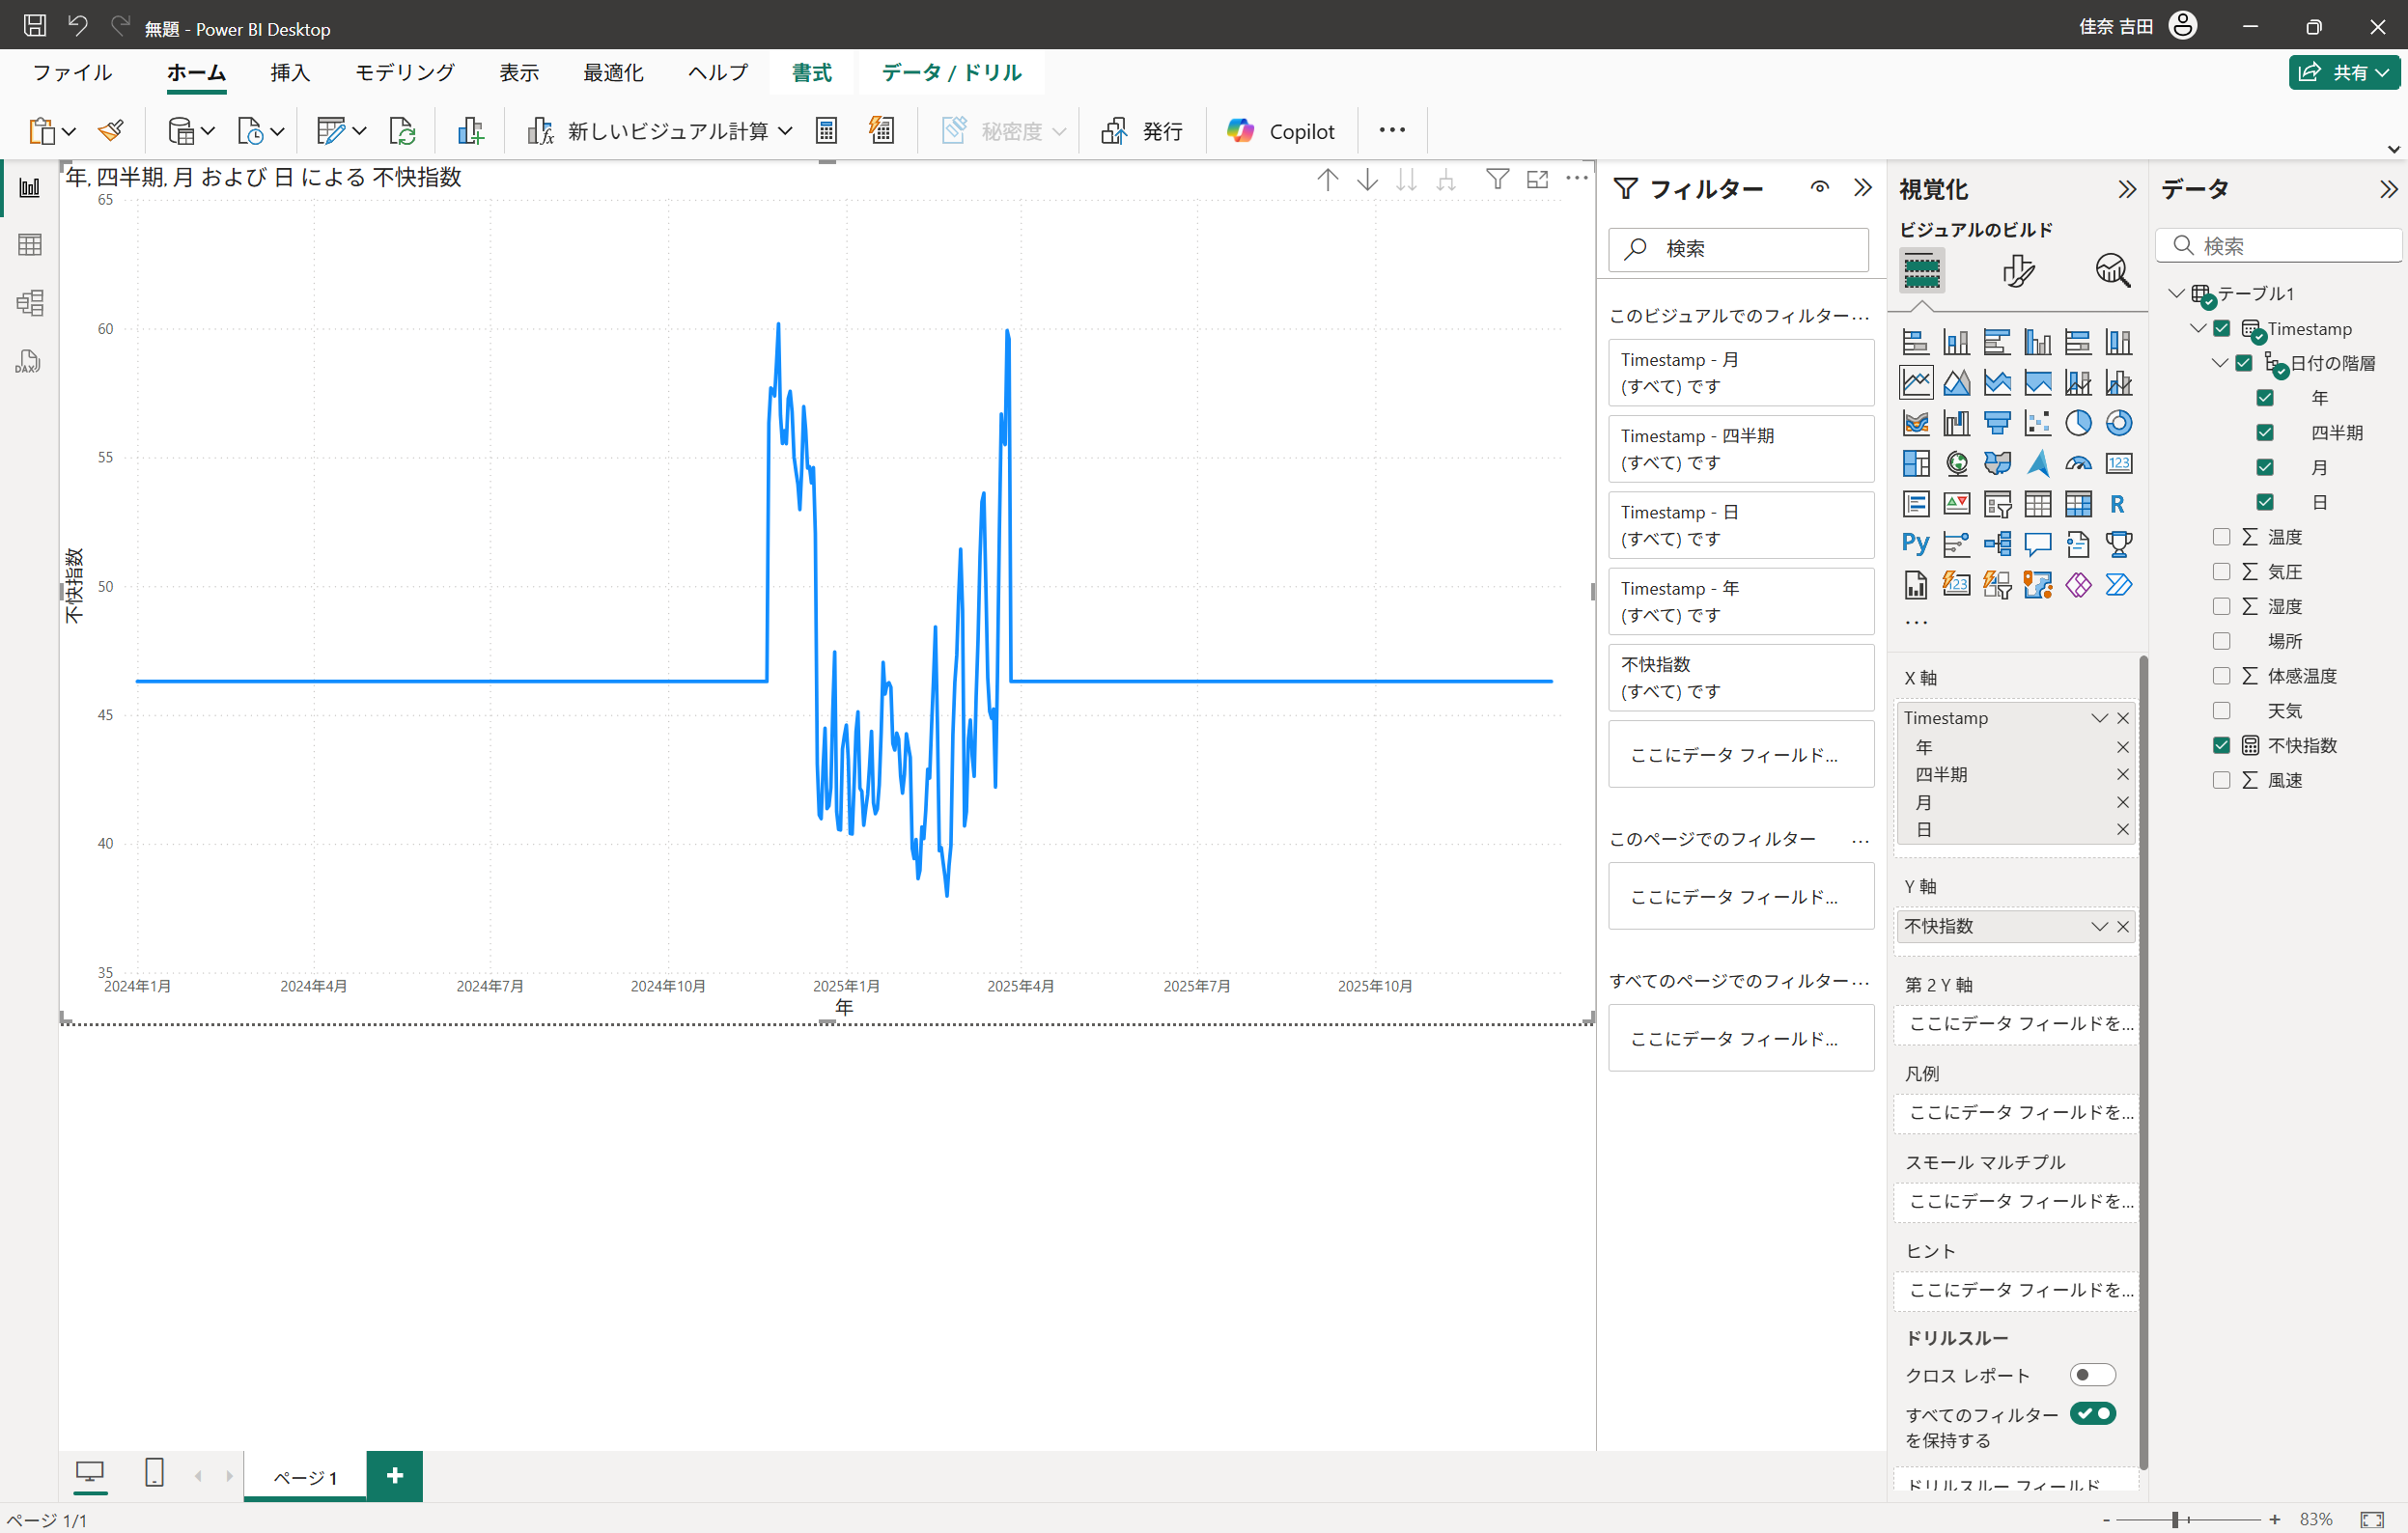 無題 - Power BI Desktop
佳奈 吉田
ファイル ホーム 挿入 モデリング 表示 最適化 ヘルプ 書式 データ / ドリル
共有
新しいビジュアル計算
秘密度
発行
Copilot
年, 四半期, 月 および 日 による 不快指数
65
60
55
50
45
40
35
不快指数
2024年1月 2024年4月 2024年7月 2024年10月 2025年1月 2025年4月 2025年7月 2025年10月
年
フィルター
検索
このビジュアルでのフィルター...
Timestamp - 月
(すべて) です
Timestamp - 四半期
(すべて) です
Timestamp - 日
(すべて) です
Timestamp - 年
(すべて) です
不快指数
(すべて) です
ここにデータ フィールド...
このページでのフィルター ...
ここにデータ フィールド...
すべてのページでのフィルター...
ここにデータ フィールド...
視覚化
ビジュアルのビルド
123
R
Py
123
...
X 軸
Timestamp
年
四半期
月
日
Y 軸
不快指数
第 2 Y 軸
ここにデータ フィールドを...
凡例
ここにデータ フィールドを...
スモール マルチプル
ここにデータ フィールドを...
ヒント
ここにデータ フィールドを...
ドリルスルー
クロス レポート
すべてのフィルター
を保持する
ドリルスルー フィールド
データ
検索
テーブル1
Timestamp
日付の階層
年
四半期
月
日
温度
気圧
湿度
場所
体感温度
天気
不快指数
風速
DAX
ページ 1
ページ 1/1
- + 83%